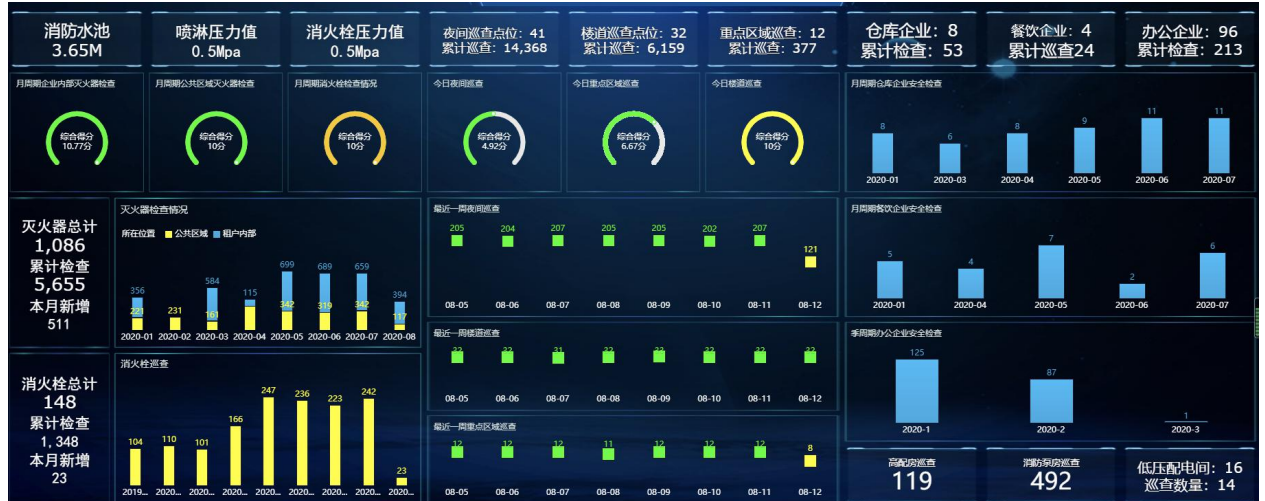 消防水池
3.65M
喷淋压力值
0.5Mpa
消火栓压力值
0.5Mpa
夜间巡查点位：41
累计巡查：14,368
楼道巡查点位：32
累计巡查：6,159
重点区域巡查：12
累计巡查：377
仓库企业：8
累计检查：53
餐饮企业：4
累计巡查24
办公企业：96
累计检查：213
月周期企业内部灭火器检查
综合得分
10.77分
月周期公共区域灭火器检查
综合得分
10分
月周期消火栓检查情况
综合得分
10分
今日夜间巡查
综合得分
4.92分
今日重点区域巡查
综合得分
6.67分
今日楼道巡查
综合得分
10分
月周期仓库企业安全检查
8 6 8 9 11 11
2020-01 2020-03 2020-04 2020-05 2020-06 2020-07
灭火器总计
1,086
累计检查
5,655
本月新增
511
灭火器检查情况
所在位置 公共区域 租户内部
356 584 115 699 689 659 394
221 231 161 342 319 342 117
2020-01 2020-02 2020-03 2020-04 2020-05 2020-06 2020-07 2020-08
最近一周夜间巡查
205 204 207 205 205 202 207 121
08-05 08-06 08-07 08-08 08-09 08-10 08-11 08-12
月周期餐饮企业安全检查
5 4 7 2 6
2020-01 2020-04 2020-05 2020-06 2020-07
最近一周楼道巡查
32 32 31 32 32 32 32 32
08-05 08-06 08-07 08-08 08-09 08-10 08-11 08-12
季周期办公企业安全检查
125 87 1
2020-1 2020-2 2020-3
消火栓总计
148
累计检查
1,348
本月新增
23
消火栓巡查
104 110 101 166 247 236 223 242 23
2019... 2020... 2020... 2020... 2020... 2020... 2020... 2020... 2020...
最近一周重点区域巡查
12 12 12 11 12 12 12 8
08-05 08-06 08-07 08-08 08-09 08-10 08-11 08-12
高配房巡查
119
消防泵房巡查
492
低压配电间：16
巡查数量：14